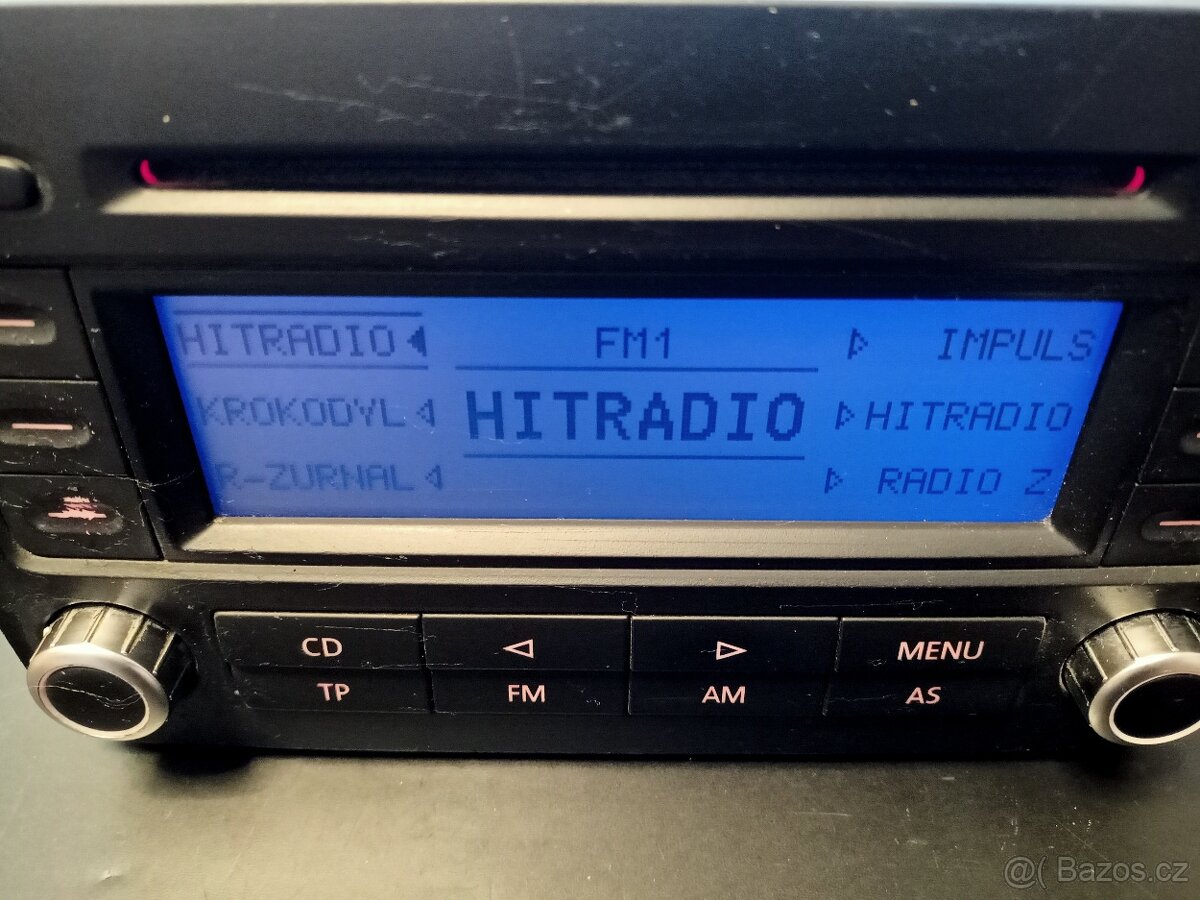 HITRADIO FM1 IMPULS
KROKODYL HITRADIO HITRADIO
R-ZURNAL RADIO Z
CD MENU
TP FM AM AS
@( Bazos.cz